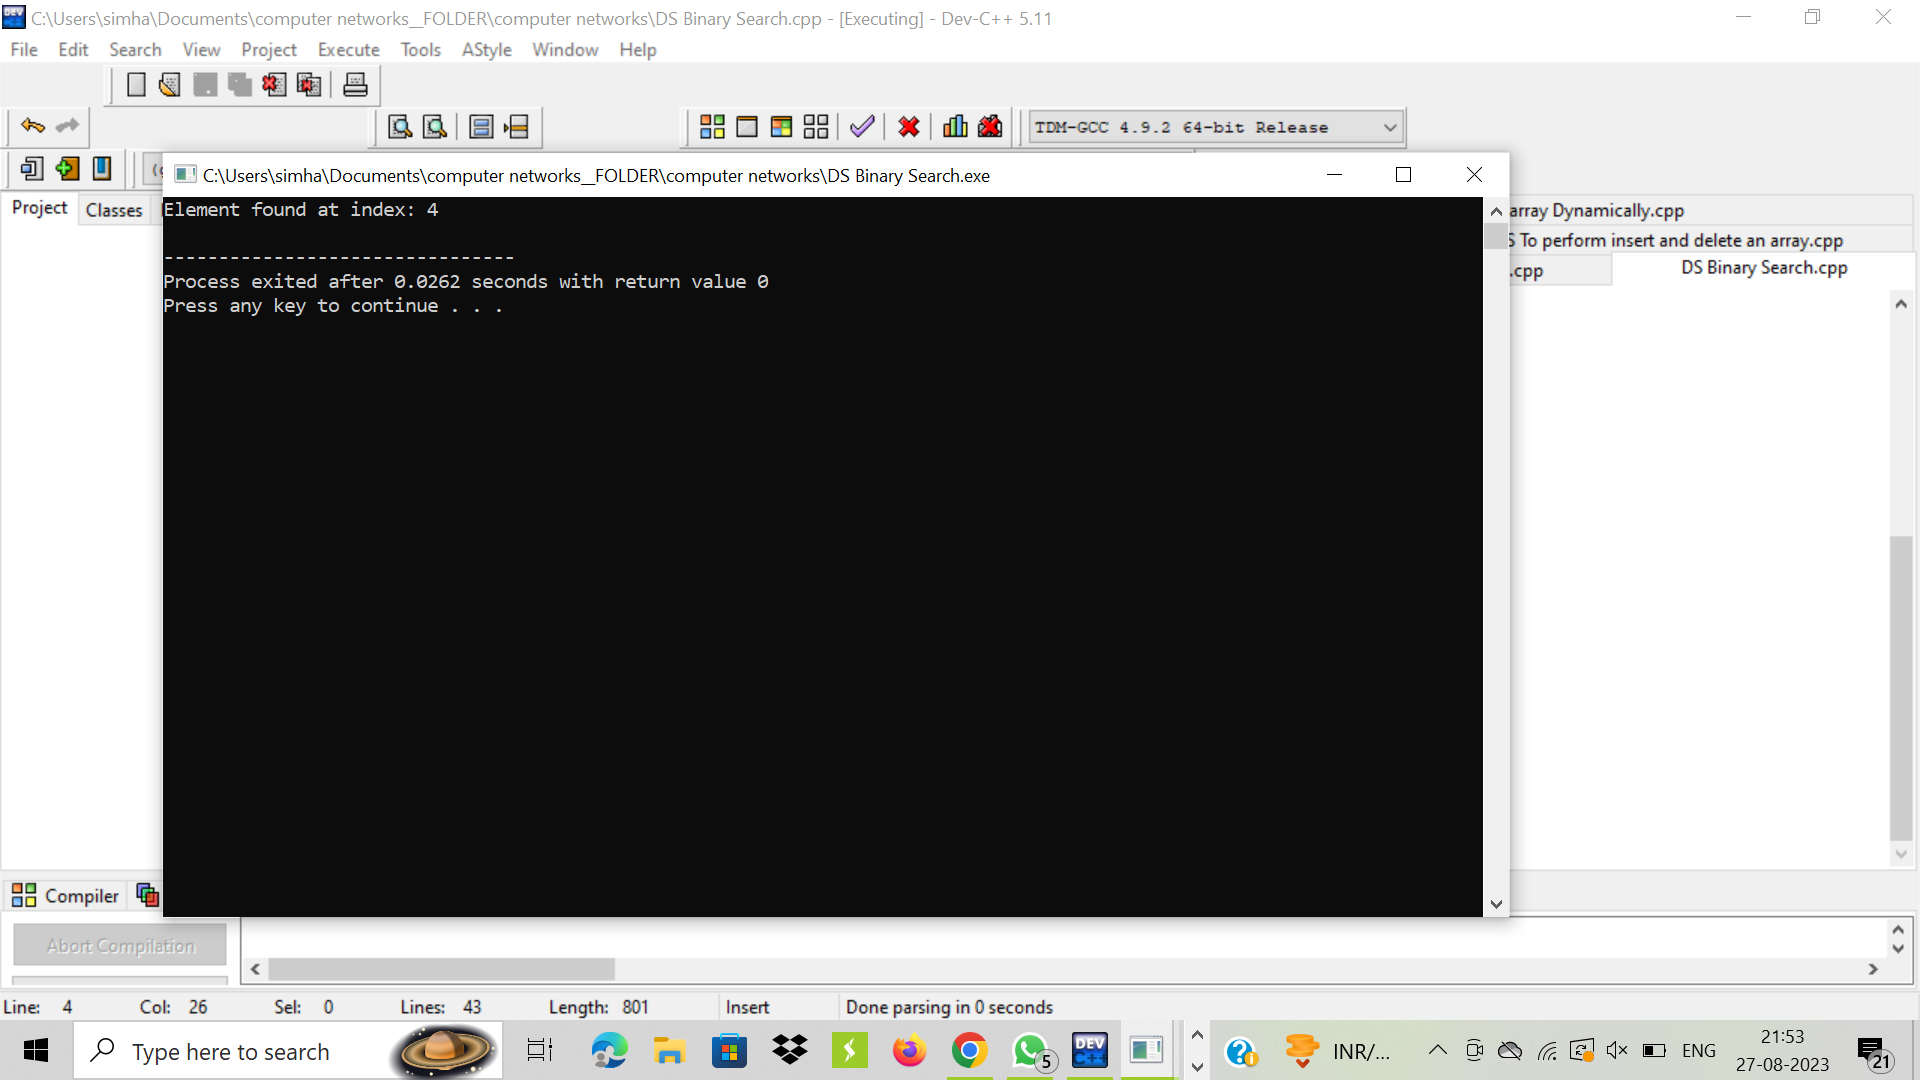 C:\Users\simha\Documents\computer networks__FOLDER\computer networks\DS Binary Search.cpp - [Executing] - Dev-C++ 5.11
File Edit Search View Project Execute Tools AStyle Window Help
TDM-GCC 4.9.2 64-bit Release
C:\Users\simha\Documents\computer networks__FOLDER\computer networks\DS Binary Search.exe
Project Classes
array Dynamically.cpp
To perform insert and delete an array.cpp
.cpp DS Binary Search.cpp
Element found at index: 4
--------------------------------
Process exited after 0.0262 seconds with return value 0
Press any key to continue . . .
Compiler
Abort Compilation
Line: 4 Col: 26 Sel: 0 Lines: 43 Length: 801 Insert Done parsing in 0 seconds
Type here to search
5
DEV C++
INR/...
ENG
21:53
27-08-2023
21